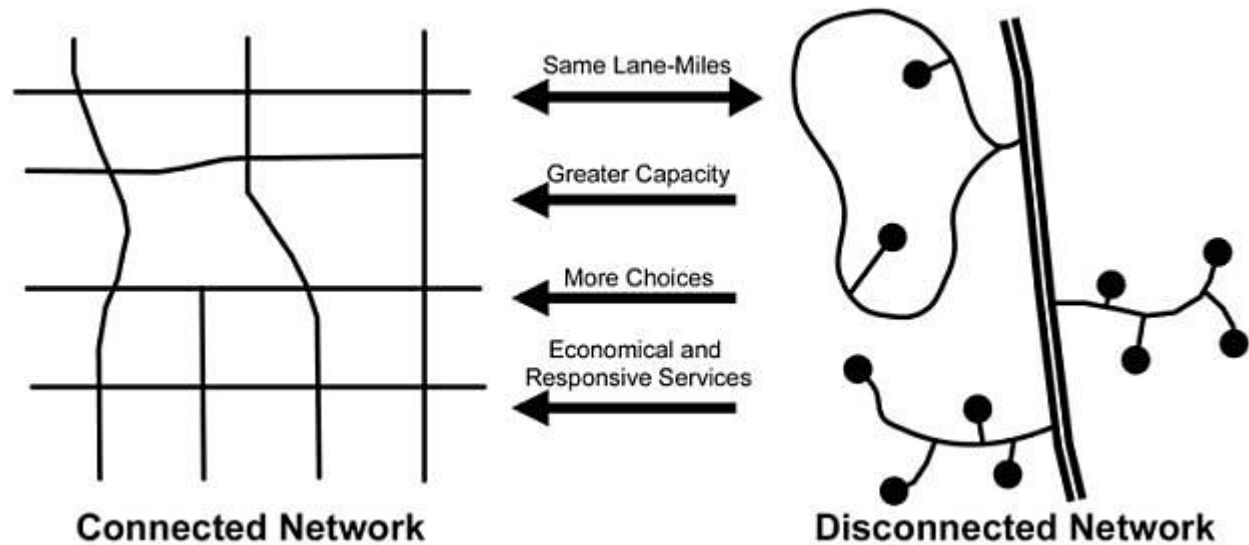 Same Lane-Miles
Greater Capacity
More Choices
Economical and
Responsive Services
Connected Network
Disconnected Network